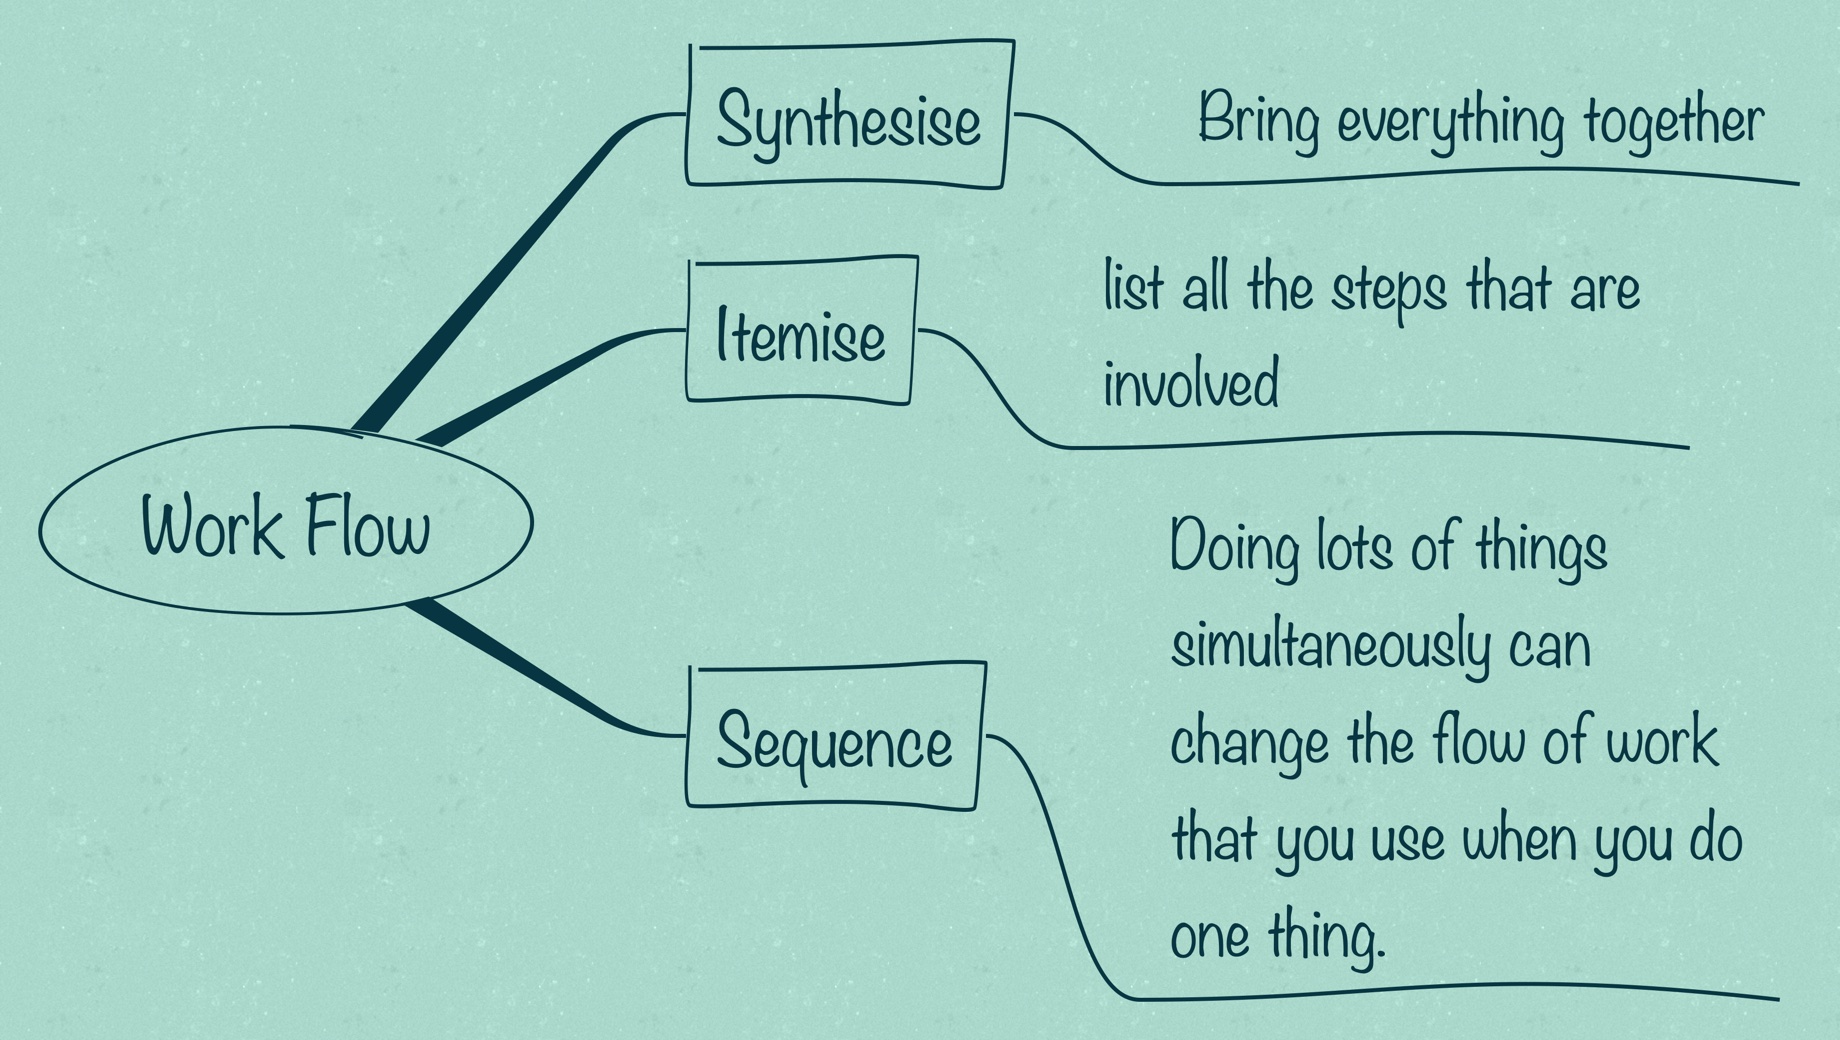 Work Flow
Synthesise
Bring everything together
Itemise
list all the steps that are
involved
Sequence
Doing lots of things
simultaneously can
change the flow of work
that you use when you do
one thing.